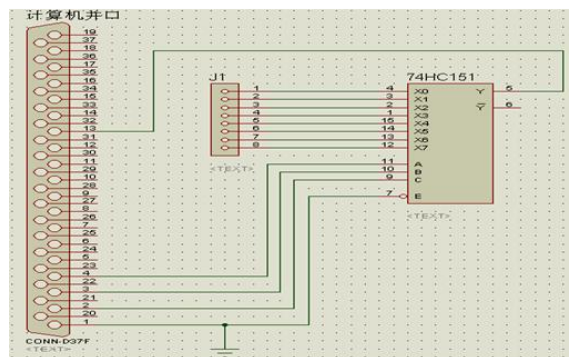 计算机并口
19
37
18
36
17
35
16
34
15
33
14
32
13
31
12
30
11
29
10
28
9
27
8
26
7
25
6
24
5
23
4
22
3
21
2
20
1
CONN-D37F
<TEXT>
J1
1
2
3
4
5
6
7
8
<TEXT>
74HC151
4 X0 Y 5
3 X1
2 X2 Y 6
1 X3
15 X4
14 X5
13 X6
12 X7
11 A
10 B
9 C
7 E
<TEXT>